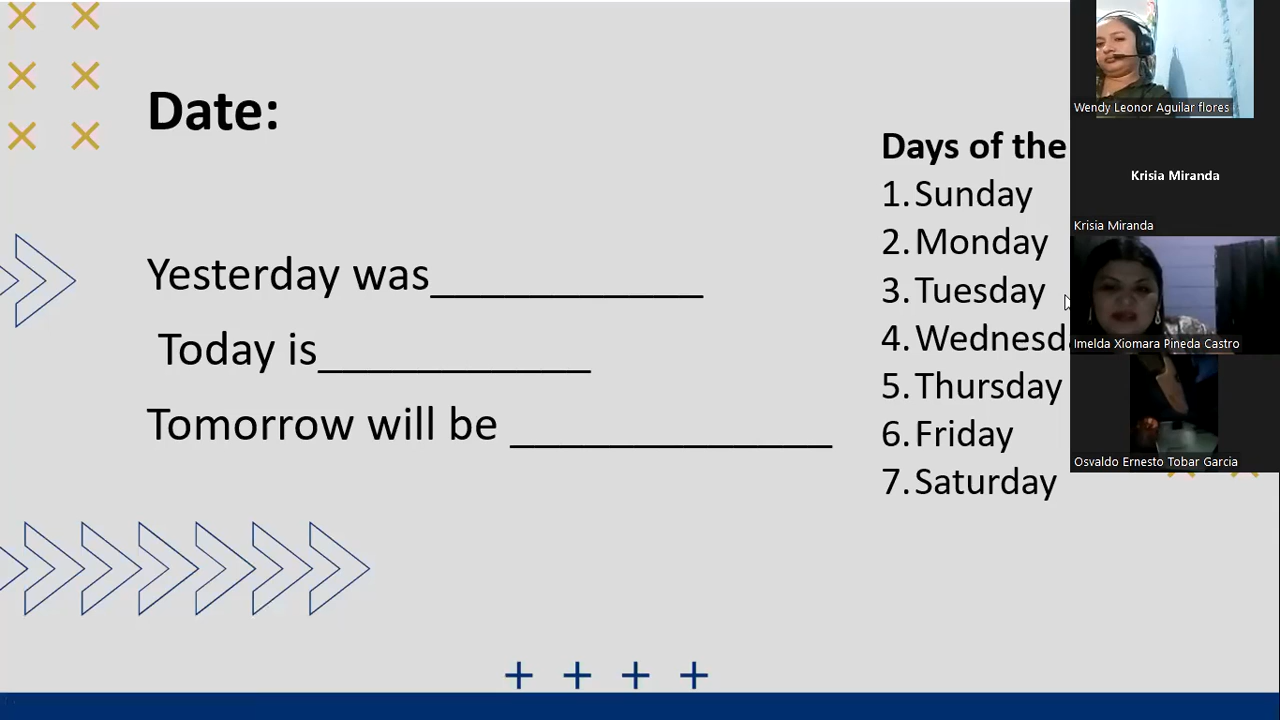 Date:
Yesterday was___________
Today is___________
Tomorrow will be _____________
Days of the
1. Sunday
2. Monday
3. Tuesday
4. Wednesd
5. Thursday
6. Friday
7. Saturday
Wendy Leonor Aguilar flores
Krisia Miranda
Krisia Miranda
Imelda Xiomara Pineda Castro
Osvaldo Ernesto Tobar Garcia